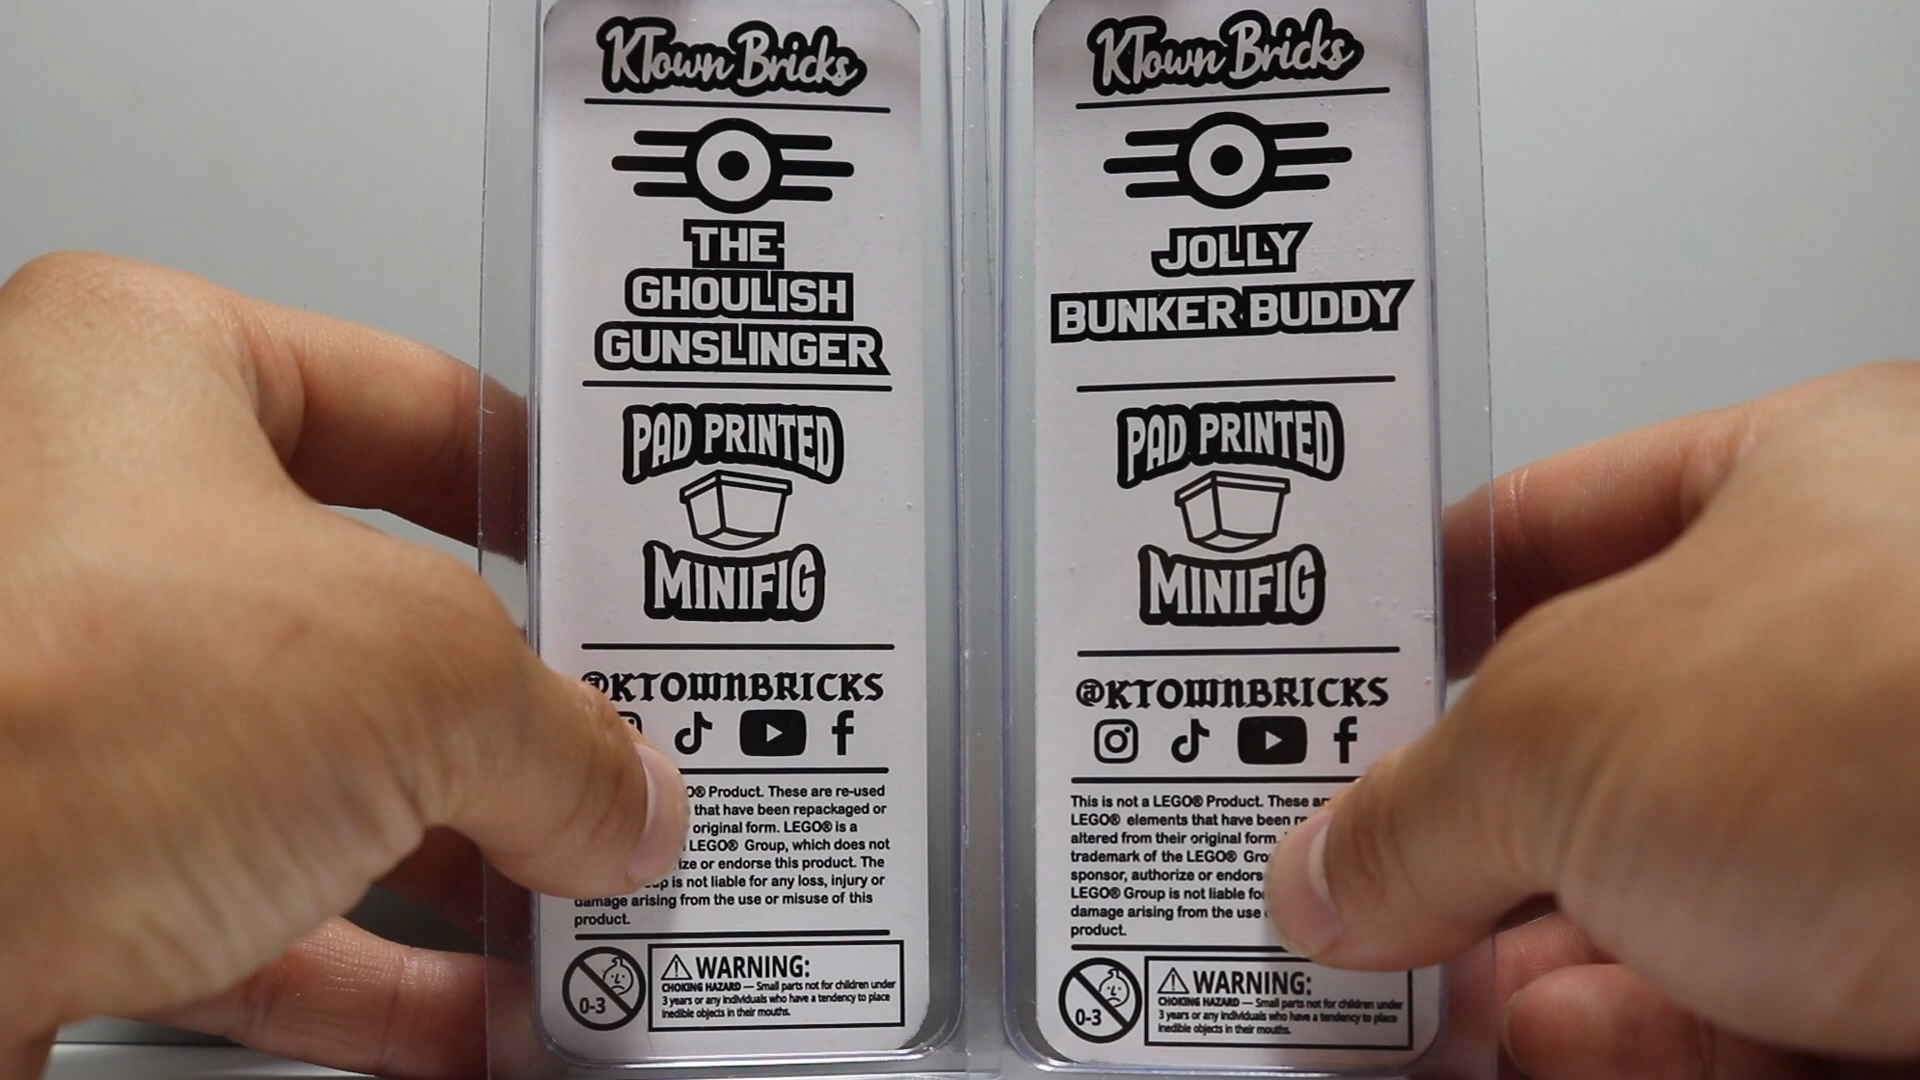 KTown Bricks
THE
GHOULISH
GUNSLINGER
PAD PRINTED
MINIFIG
@KTOWNBRICKS
Product. These are re-used
that have been repackaged or
original form. LEGO® is a
LEGO® Group, which does not
or endorse this product. The
is not liable for any loss, injury or
damage arising from the use or misuse of this
product.
0-3
WARNING:
CHOKING HAZARD — Small parts not for children under
3 years or any individuals who have a tendency to place
inedible objects in their mouths.
KTown Bricks
JOLLY
BUNKER BUDDY
PAD PRINTED
MINIFIG
@KTOWNBRICKS
This is not a LEGO® Product. These
LEGO® elements that have been
altered from their original form.
trademark of the LEGO®
sponsor, authorize or
LEGO® Group is not liable
damage arising from the use
product.
0-3
WARNING:
CHOKING HAZARD — Small parts not for children under
3 years or any individuals who have a tendency to place
inedible objects in their mouths.